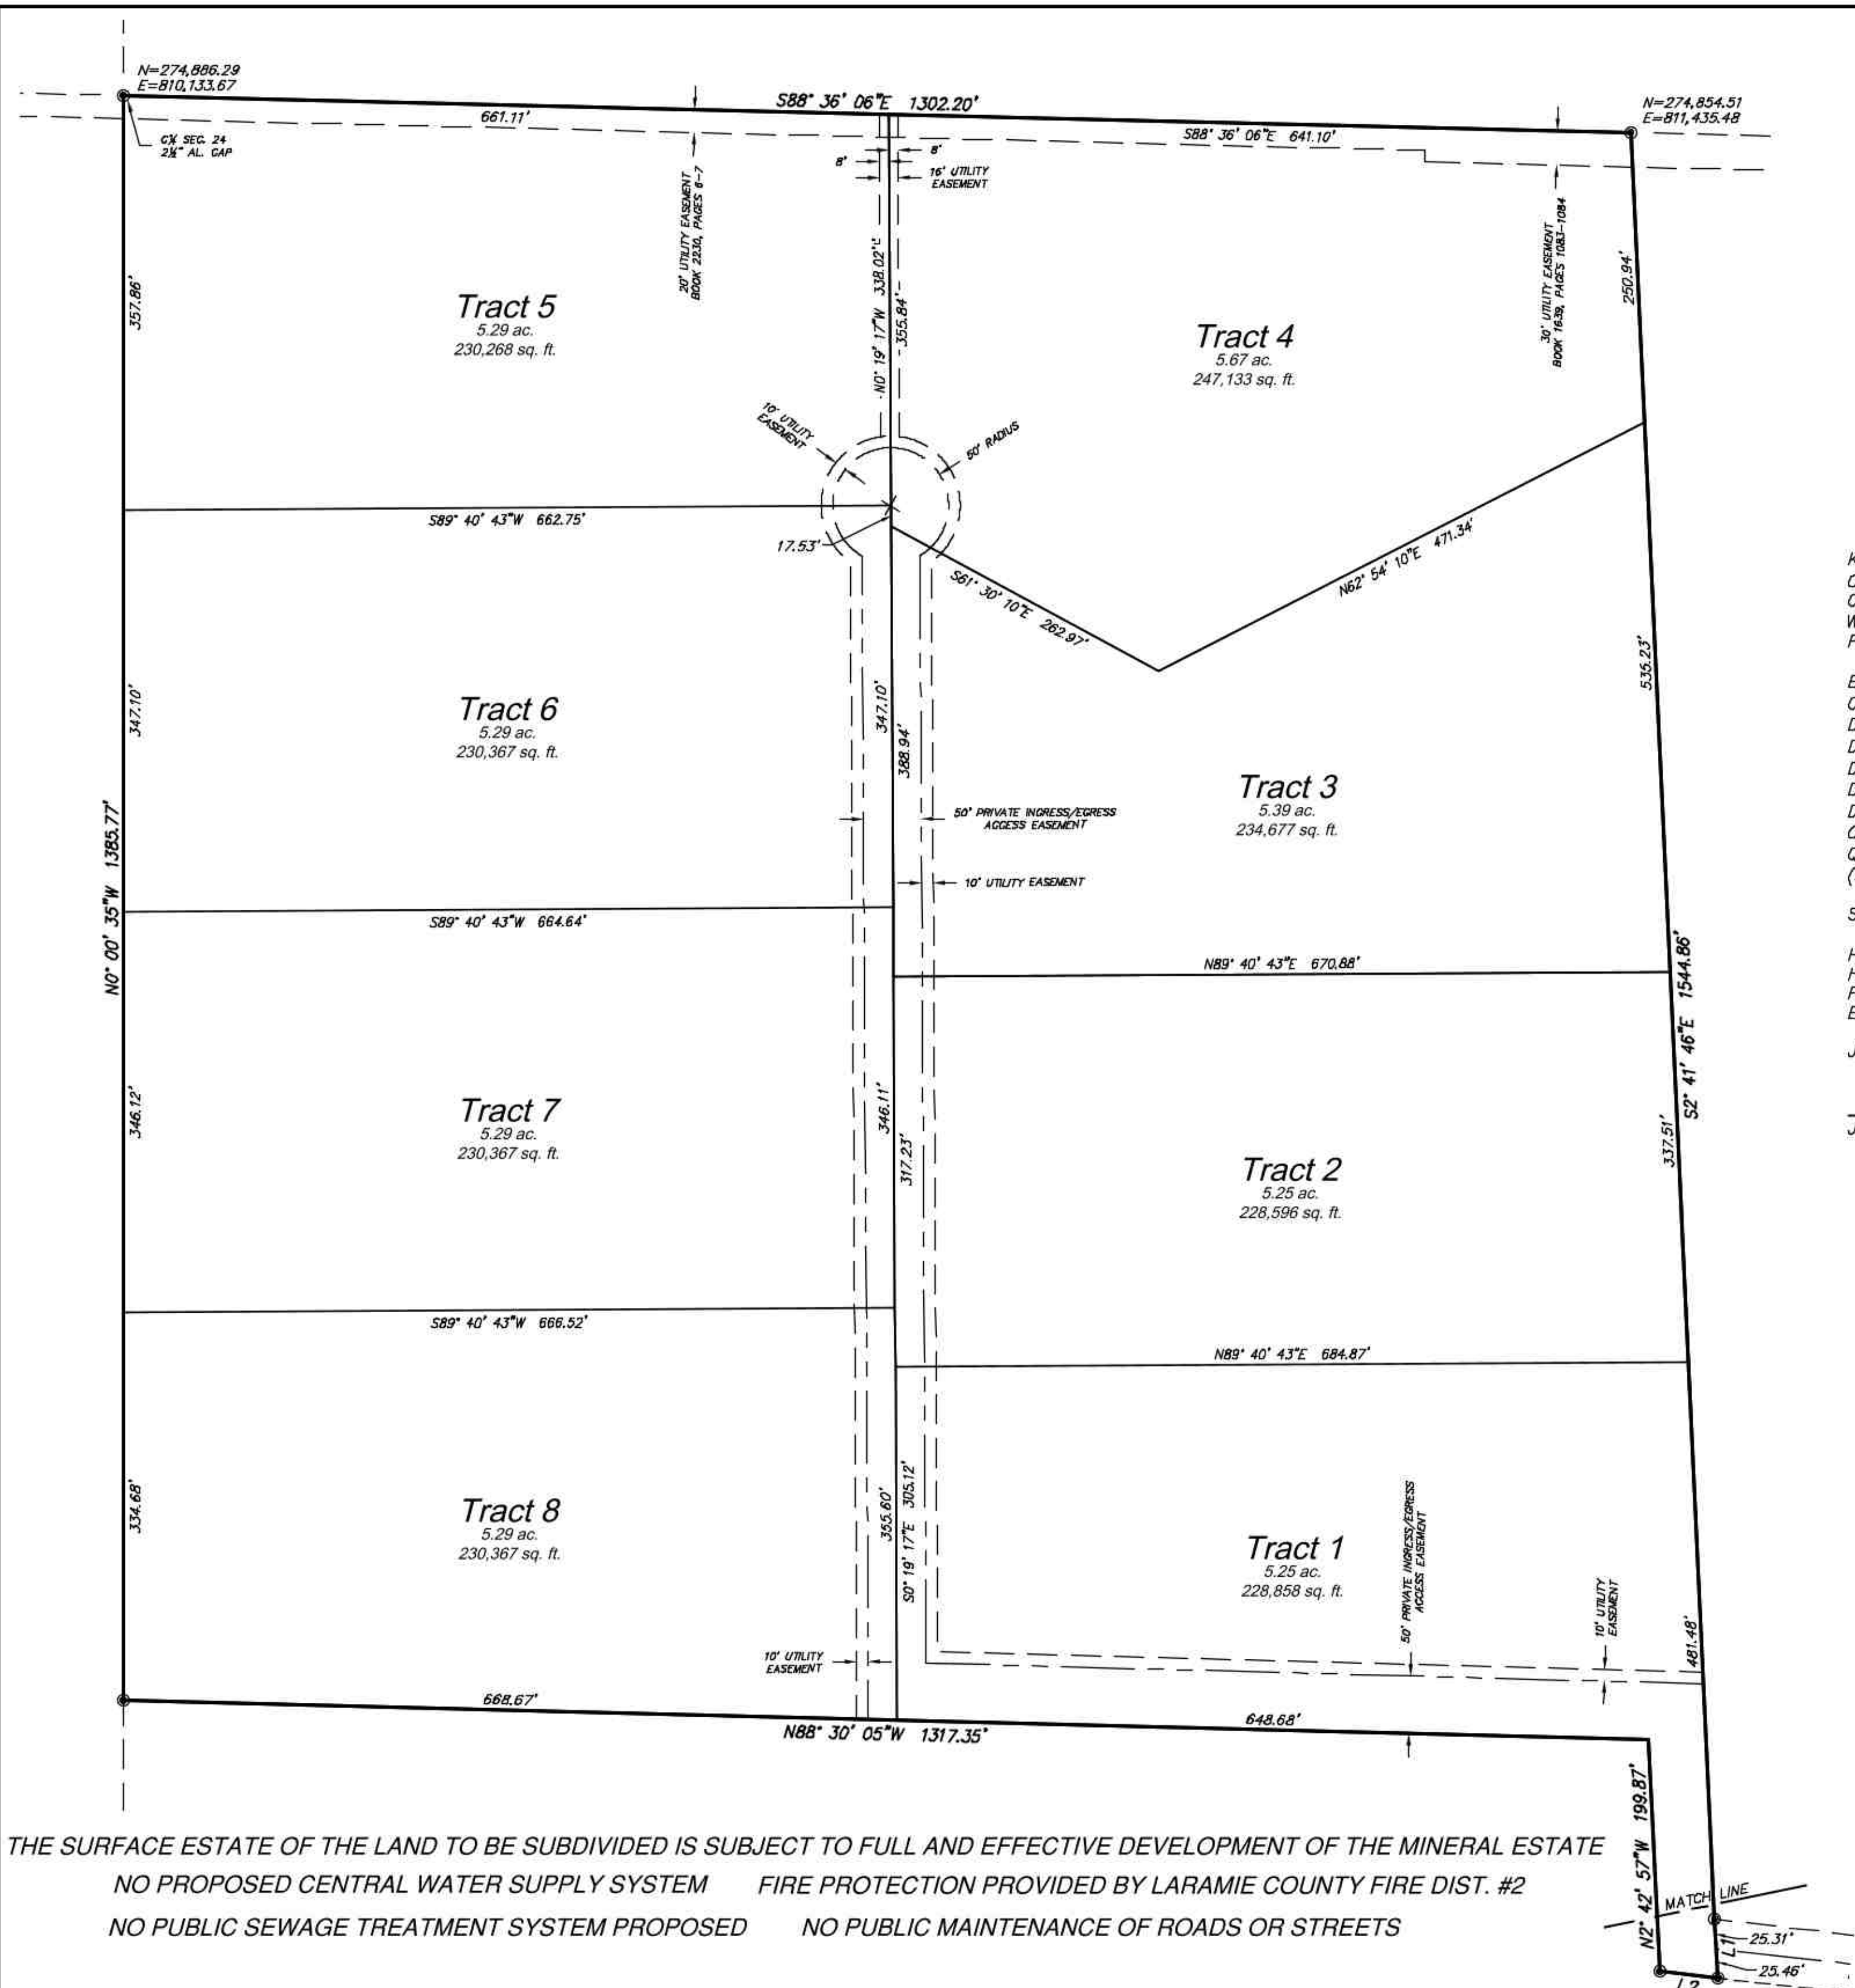 N=274,886.29
E=810,133.67
S88° 36' 06"E 1302.20'
N=274,854.51
E=811,435.48
661.11'
S88° 36' 06"E 641.10'
C¼ SEC. 24
2½" AL. CAP
8'
8'
16' UTILITY
EASEMENT
20' UTILITY EASEMENT
BOOK 2230, PAGES 6-7
30' UTILITY EASEMENT
BOOK 1639, PAGES 1083-1084
357.86'
Tract 5
5.29 ac.
230,268 sq. ft.
N0° 19' 17"W 338.02'
355.84'
Tract 4
5.67 ac.
247,133 sq. ft.
250.94'
10' UTILITY
EASEMENT
50' RADIUS
S89° 40' 43"W 662.75'
17.53'
S61° 30' 10"E 262.97'
N62° 54' 10"E 471.34'
535.23'
347.10'
Tract 6
5.29 ac.
230,367 sq. ft.
347.10'
388.94'
50' PRIVATE INGRESS/EGRESS
ACCESS EASEMENT
Tract 3
5.39 ac.
234,677 sq. ft.
10' UTILITY EASEMENT
N0° 00' 35"W 1385.77'
S89° 40' 43"W 664.64'
N89° 40' 43"E 670.88'
S2° 41' 46"E 1544.86'
346.12'
Tract 7
5.29 ac.
230,367 sq. ft.
346.11'
317.23'
Tract 2
5.25 ac.
228,596 sq. ft.
337.51'
S89° 40' 43"W 666.52'
N89° 40' 43"E 684.87'
334.68'
Tract 8
5.29 ac.
230,367 sq. ft.
355.60'
S0° 19' 17"E 305.12'
Tract 1
5.25 ac.
228,858 sq. ft.
50' PRIVATE INGRESS/EGRESS
ACCESS EASEMENT
10' UTILITY
EASEMENT
481.48'
10' UTILITY
EASEMENT
668.67'
N88° 30' 05"W 1317.35'
648.68'
N2° 42' 57"W 199.87'
THE SURFACE ESTATE OF THE LAND TO BE SUBDIVIDED IS SUBJECT TO FULL AND EFFECTIVE DEVELOPMENT OF THE MINERAL ESTATE
NO PROPOSED CENTRAL WATER SUPPLY SYSTEM FIRE PROTECTION PROVIDED BY LARAMIE COUNTY FIRE DIST. #2
NO PUBLIC SEWAGE TREATMENT SYSTEM PROPOSED NO PUBLIC MAINTENANCE OF ROADS OR STREETS
MATCH LINE
L1
25.31'
25.46'
L2